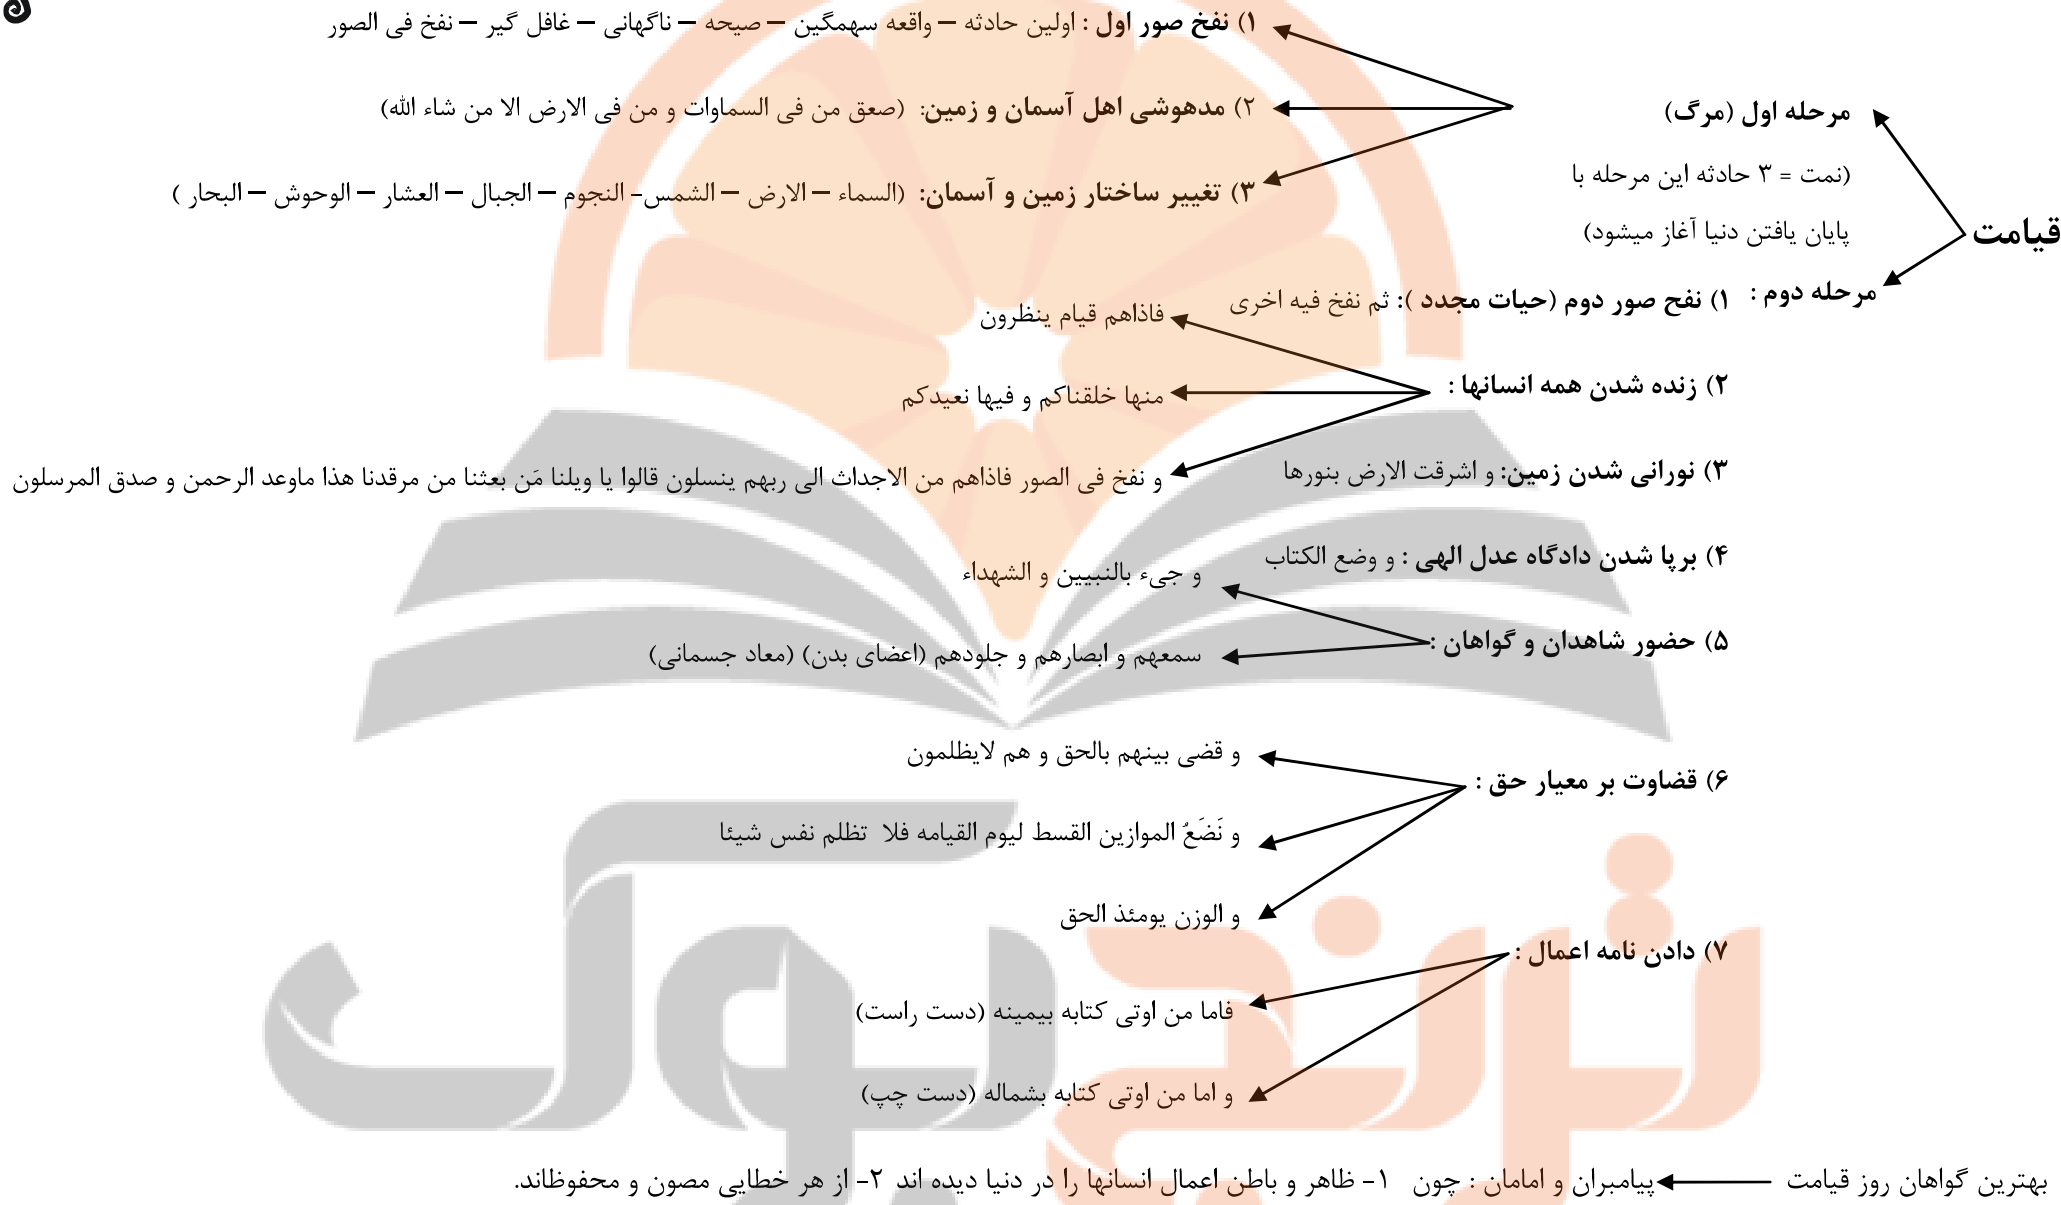 ۱) نفخ صور اول : اولین حادثه – واقعه سهمگین – صیحه – ناگهانی – غافل گیر – نفخ فی الصور
مرحله اول (مرگ)
۲) مدهوشی اهل آسمان و زمین: (صعق من فی السماوات و من فی الارض الا من شاء الله)
(نمت = ۳ حادثه این مرحله با
۳) تغییر ساختار زمین و آسمان: (السماء – الارض – الشمس- النجوم – الجبال – العشار – الوحوش – البحار )
پایان یافتن دنیا آغاز میشود)
قیامت
مرحله دوم : ۱) نفح صور دوم (حیات مجدد ): ثم نفخ فیه اخری
فاذاهم قیام ینظرون
۲) زنده شدن همه انسانها :
منها خلقناکم و فیها نعیدکم
۳) نورانی شدن زمین: و اشرقت الارض بنورها
و نفخ فی الصور فاذاهم من الاجداث الی ربهم ینسلون قالوا یا ویلنا مَن بعثنا من مرقدنا هذا ماوعد الرحمن و صدق المرسلون
۴) برپا شدن دادگاه عدل الهی : و وضع الکتاب
و جیء بالنبیین و الشهداء
۵) حضور شاهدان و گواهان :
سمعهم و ابصارهم و جلودهم (اعضای بدن) (معاد جسمانی)
و قضی بینهم بالحق و هم لایظلمون
۶) قضاوت بر معیار حق :
و نَضَعُ الموازین القسط لیوم القیامه فلا تظلم نفس شیئا
و الوزن یومئذ الحق
۷) دادن نامه اعمال :
فاما من اوتی کتابه بیمینه (دست راست)
و اما من اوتی کتابه بشماله (دست چپ)
بهترین گواهان روز قیامت پیامبران و امامان : چون ۱- ظاهر و باطن اعمال انسانها را در دنیا دیده اند ۲- از هر خطایی مصون و محفوظاند.
ترنج بوک